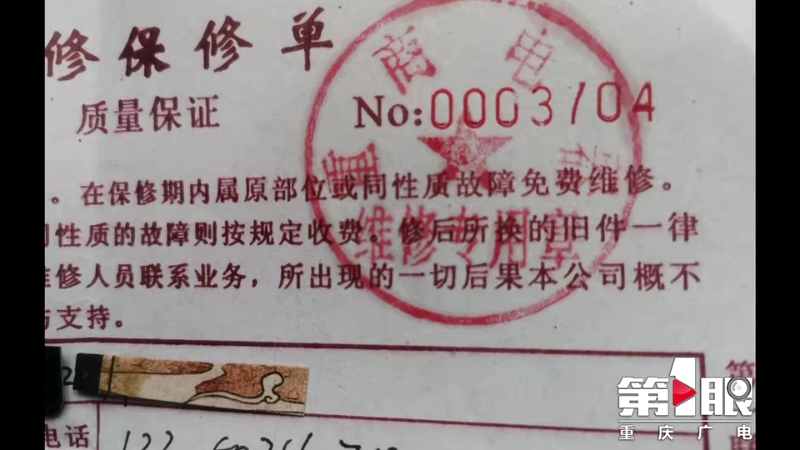 修保修单
质量保证
No:0003704
。在保修期内属原部位或同性质故障免费维修。
同性质的故障则按规定收费。修后所换的旧件一律
维修人员联系业务，所出现的一切后果本公司概不
与支持。
商电
维修专用章
电话
第1眼
重庆广电